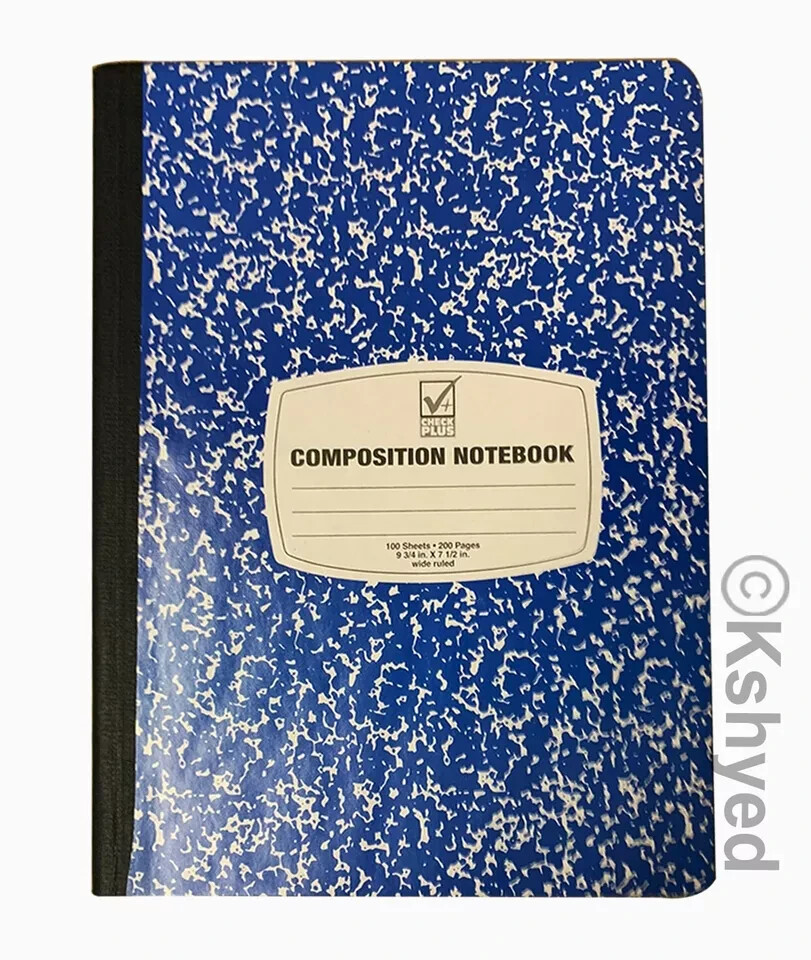 CHECK
PLUS
COMPOSITION NOTEBOOK
100 Sheets • 200 Pages
9 3/4 in. X 7 1/2 in.
wide ruled
©Kshyed